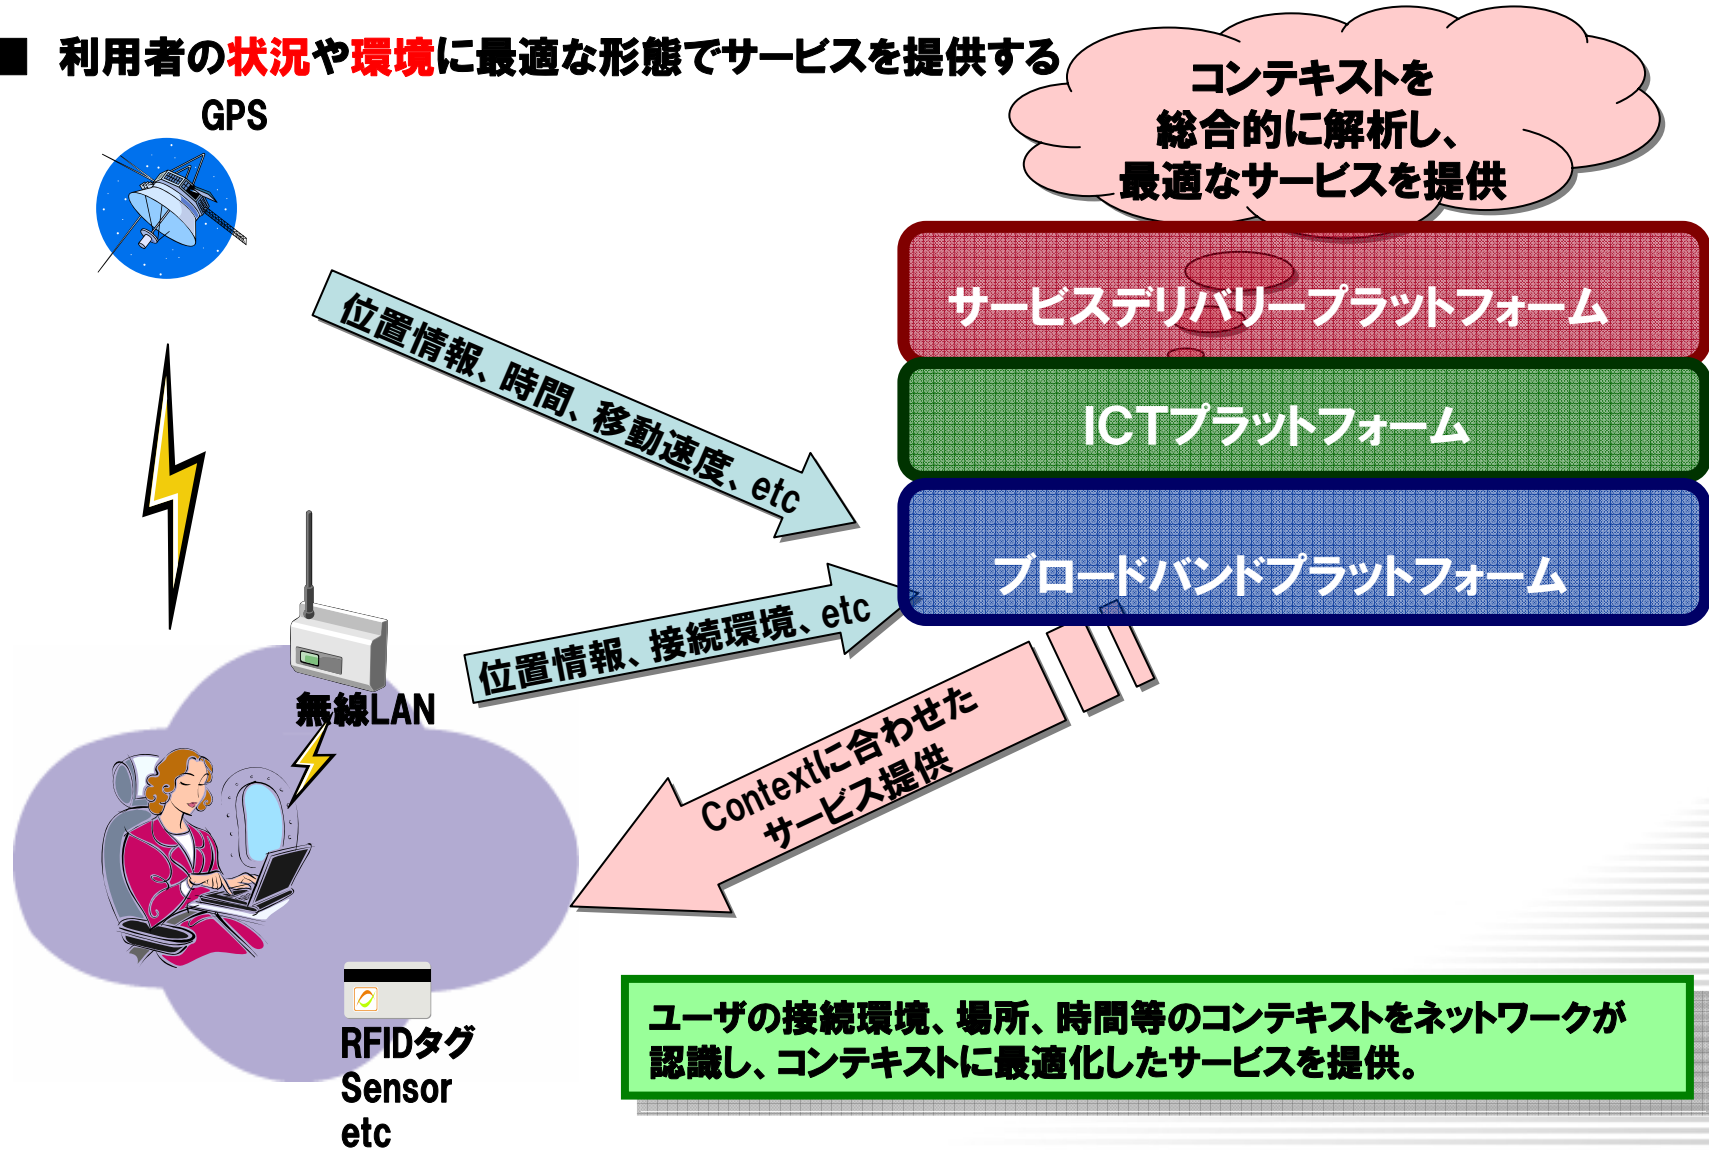 ■ 利用者の状況や環境に最適な形態でサービスを提供する
GPS
コンテキストを
総合的に解析し、
最適なサービスを提供
サービスデリバリープラットフォーム
ICTプラットフォーム
ブロードバンドプラットフォーム
位置情報、時間、移動速度、etc
位置情報、接続環境、etc
無線LAN
Contextに合わせた
サービス提供
RFIDタグ
Sensor
etc
ユーザの接続環境、場所、時間等のコンテキストをネットワークが
認識し、コンテキストに最適化したサービスを提供。